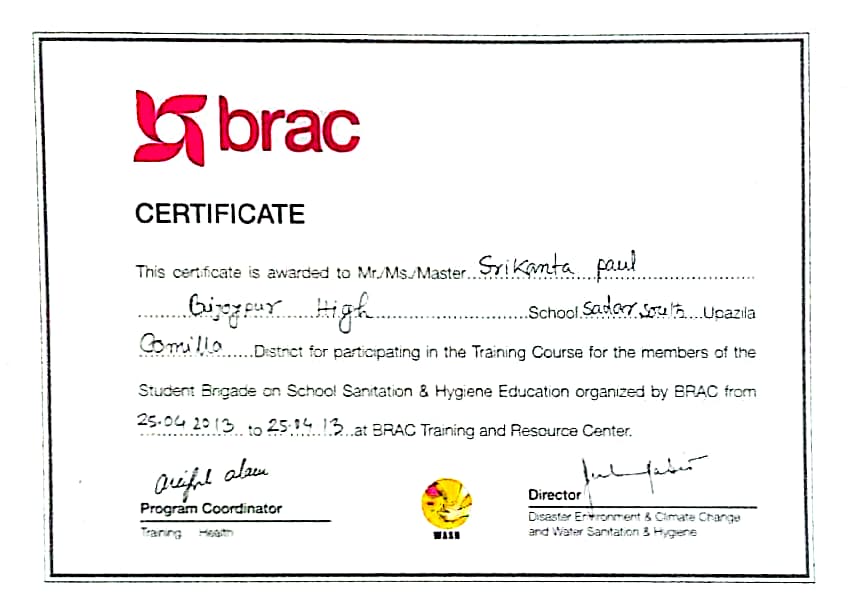 brac
CERTIFICATE
This certificate is awarded to Mr./Ms./Master Srikanta paul
Bijoypur High School Sadar south Upazila
Comilla District for participating in the Training Course for the members of the
Student Brigade on School Sanitation & Hygiene Education organized by BRAC from
25.04 2013 to 25.04.13 at BRAC Training and Resource Center.
Ariful alam
Program Coordinator
Training Health
WASH
Director
Disaster Environment & Climate Change
and Water Sanitation & Hygiene